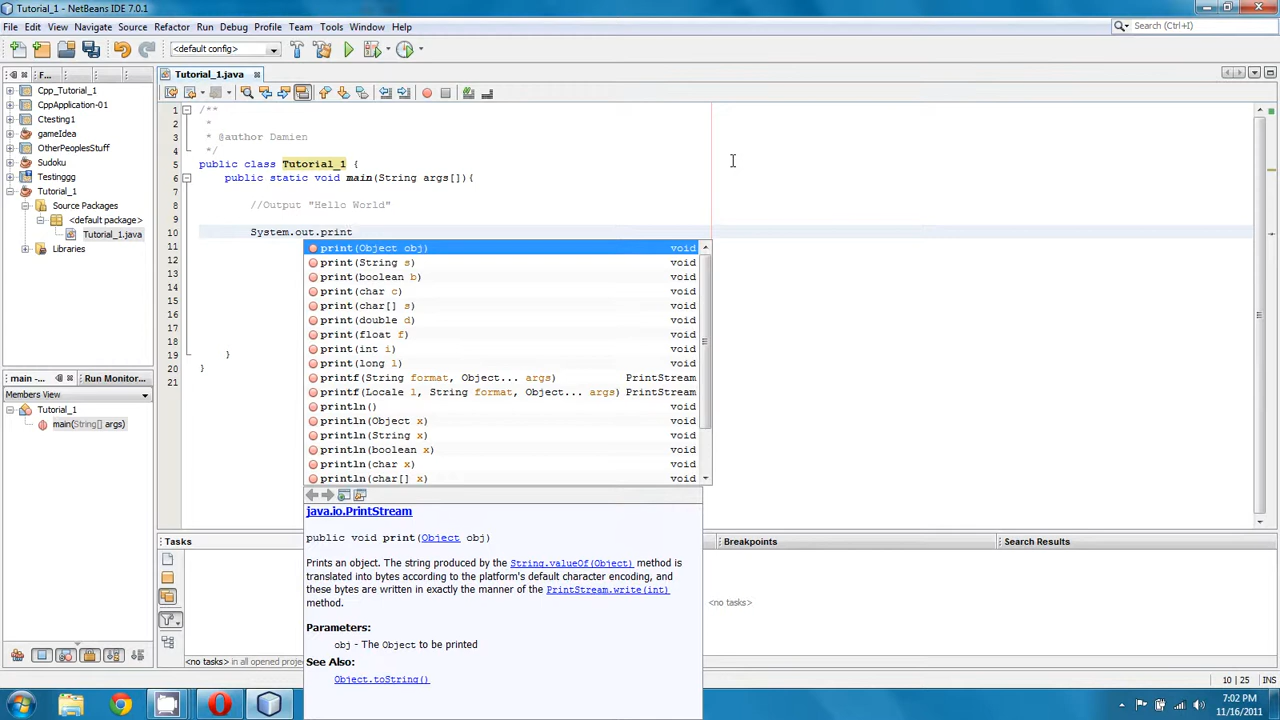 Tutorial_1 - NetBeans IDE 7.0.1
File Edit View Navigate Source Refactor Run Debug Profile Team Tools Window Help
Search (Ctrl+I)
<default config>
F...
Tutorial_1.java
Cpp_Tutorial_1
CppApplication-01
Ctesting1
gameIdea
OtherPeoplesStuff
Sudoku
Testinggg
Tutorial_1
Source Packages
<default package>
Tutorial_1.java
Libraries
main -...
Run Monitor...
Members View
Tutorial_1
main(String[] args)
1 /**
2 *
3 * @author Damien
4 */
5 public class Tutorial_1 {
6 public static void main(String args[]){
7
8 //Output "Hello World"
9
10 System.out.print
11
12
13
14
15
16
17
18
19 }
20 }
21
print(Object obj) void
print(String s) void
print(boolean b) void
print(char c) void
print(char[] s) void
print(double d) void
print(float f) void
print(int i) void
print(long l) void
printf(String format, Object... args) PrintStream
printf(Locale l, String format, Object... args) PrintStream
println() void
println(Object x) void
println(String x) void
println(boolean x) void
println(char x) void
println(char[] x) void
java.io.PrintStream
public void print(Object obj)
Prints an object. The string produced by the String.valueOf(Object) method is
translated into bytes according to the platform's default character encoding, and
these bytes are written in exactly the manner of the PrintStream.write(int)
method.
Parameters:
obj - The Object to be printed
See Also:
Object.toString()
Tasks
Breakpoints
Search Results
<no tasks>
<no tasks> in all opened proje
10 | 25 INS
7:02 PM
11/16/2011